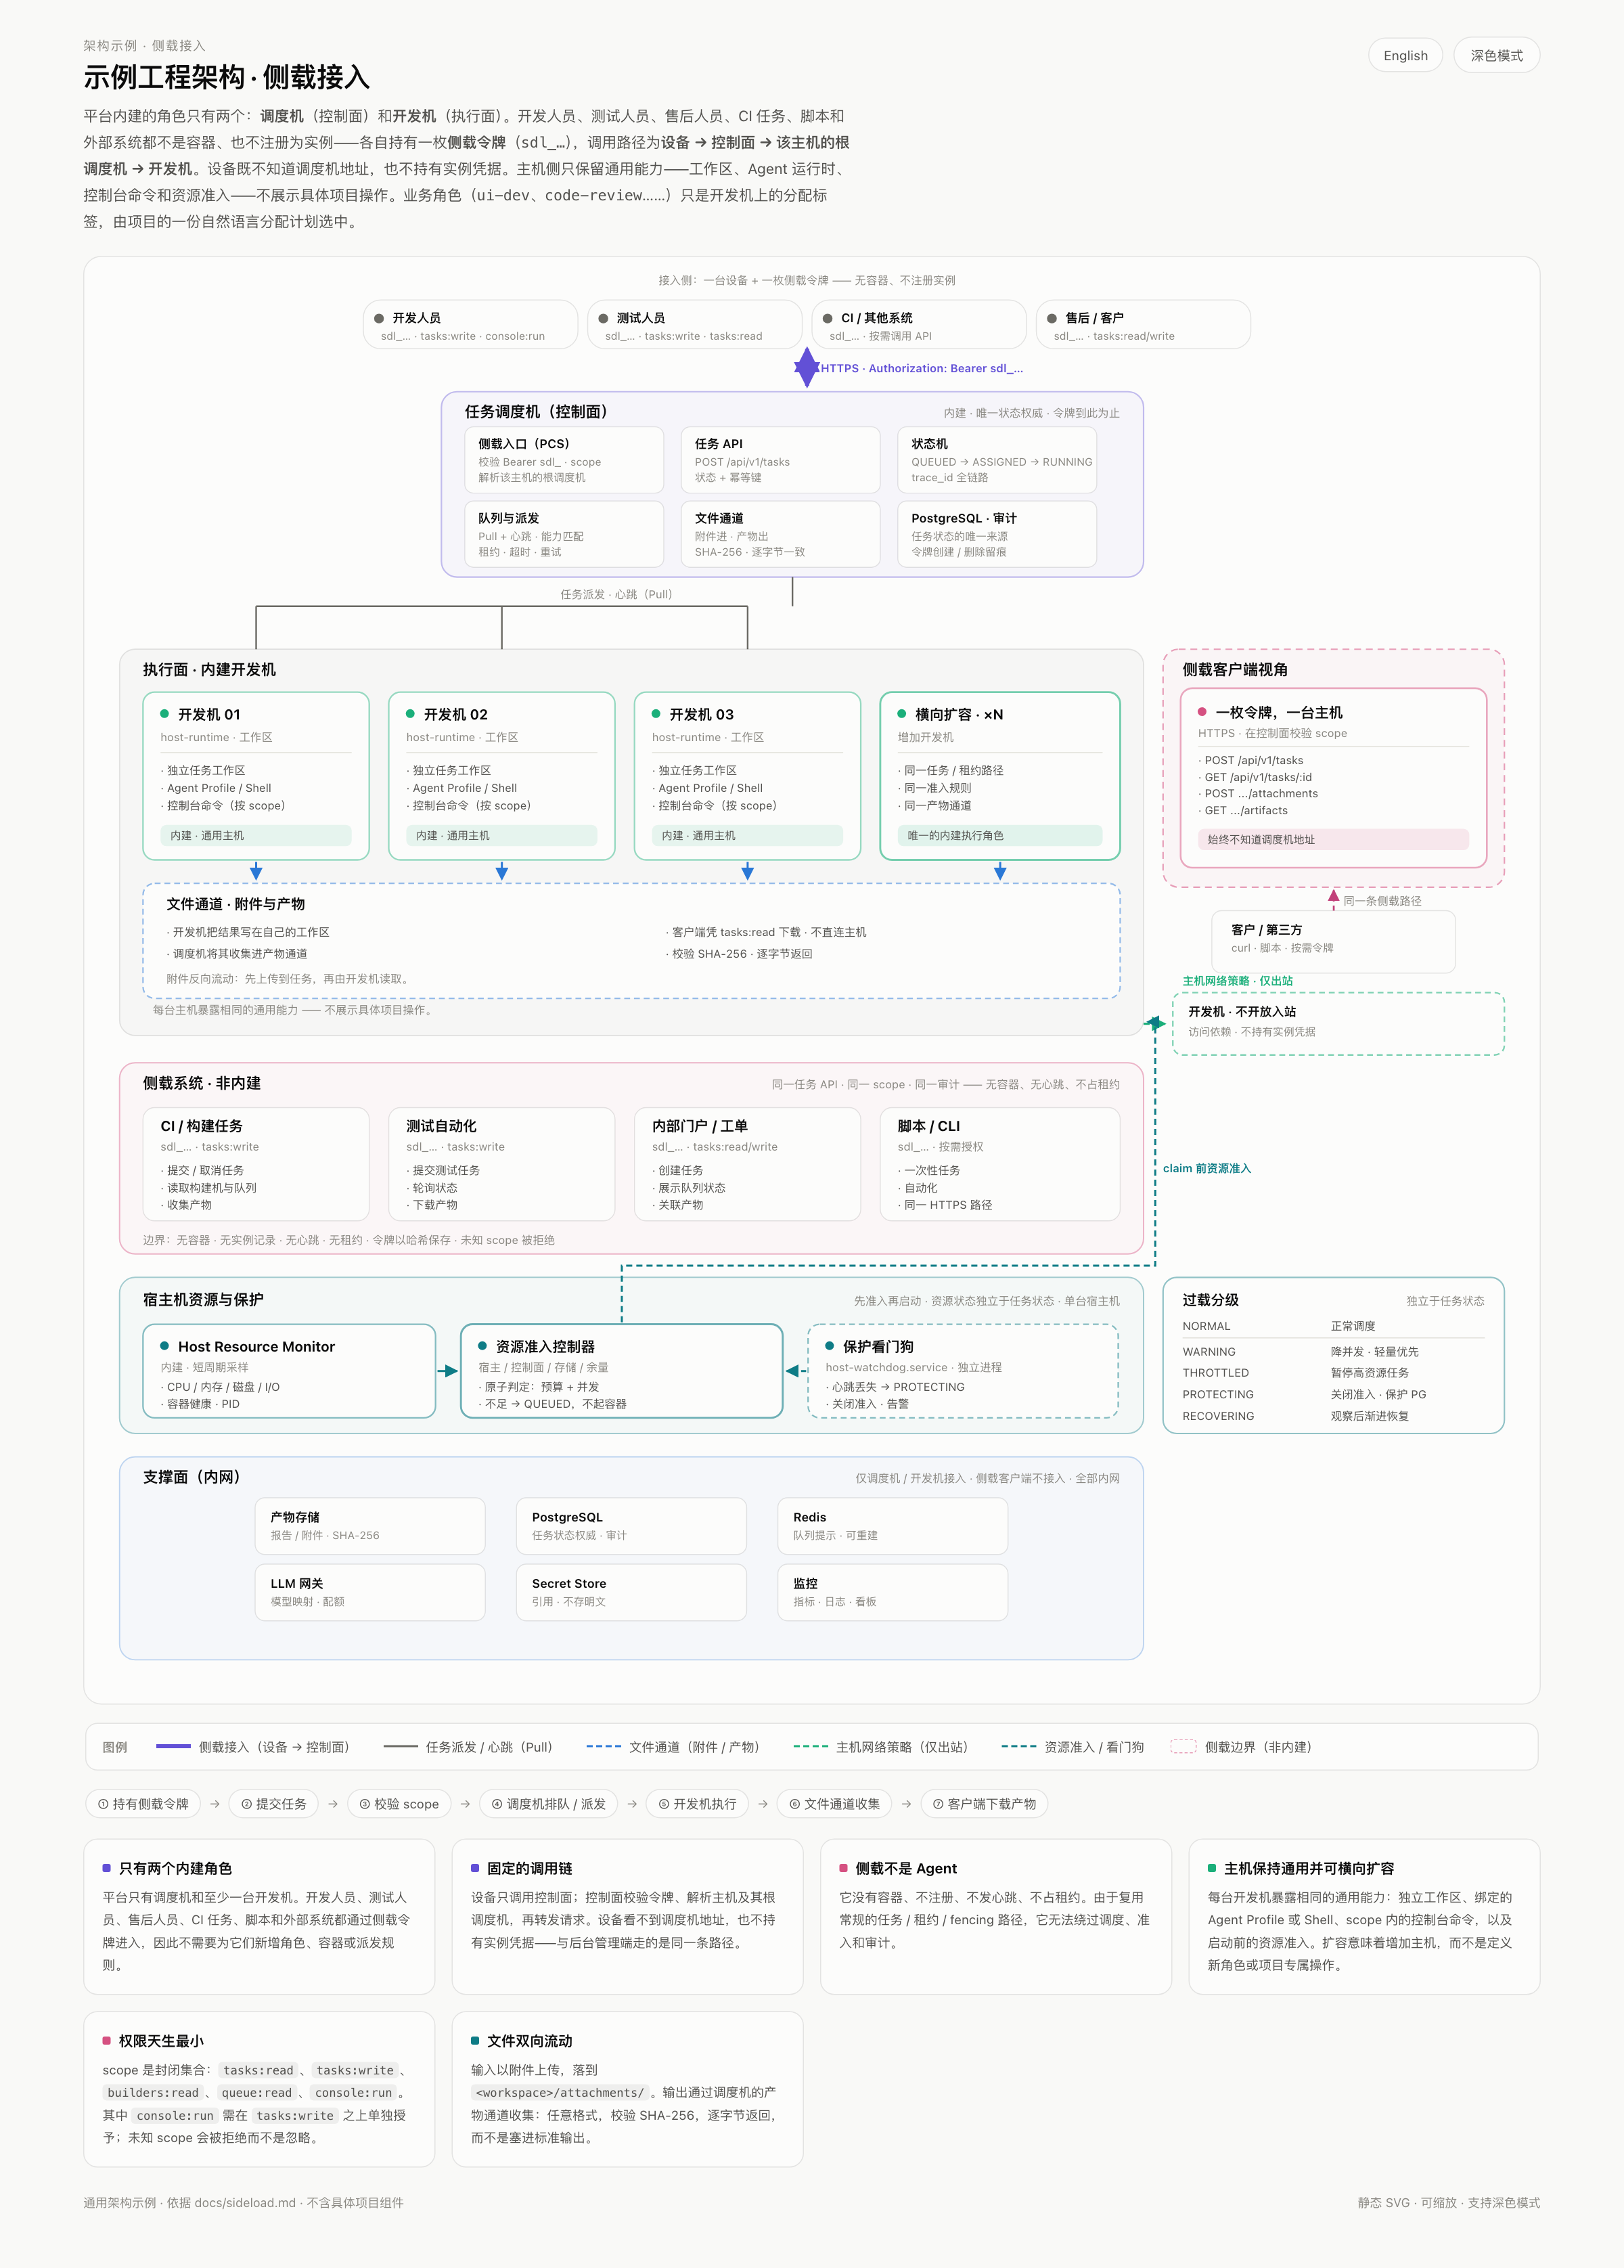 架构示例 · 侧载接入
示例工程架构 · 侧载接入
English
深色模式
平台内建的角色只有两个：调度机（控制面）和开发机（执行面）。开发人员、测试人员、售后人员、CI 任务、脚本和
外部系统都不是容器、也不注册为实例——各自持有一枚侧载令牌（sdl_…），调用路径为设备 → 控制面 → 该主机的根
调度机 → 开发机。设备既不知道调度机地址，也不持有实例凭据。主机侧只保留通用能力——工作区、Agent 运行时、
控制台命令和资源准入——不展示具体项目操作。业务角色（ui-dev、code-review……）只是开发机上的分配标
签，由项目的一份自然语言分配计划选中。
接入侧：一台设备 + 一枚侧载令牌 —— 无容器、不注册实例
开发人员
sdl_… · tasks:write · console:run
测试人员
sdl_… · tasks:write · tasks:read
CI / 其他系统
sdl_… · 按需调用 API
售后 / 客户
sdl_… · tasks:read/write
HTTPS · Authorization: Bearer sdl_…
任务调度机（控制面）
内建 · 唯一状态权威 · 令牌到此为止
侧载入口（PCS）
校验 Bearer sdl_ · scope
解析该主机的根调度机
任务 API
POST /api/v1/tasks
状态 + 幂等键
状态机
QUEUED → ASSIGNED → RUNNING
trace_id 全链路
队列与派发
Pull + 心跳 · 能力匹配
租约 · 超时 · 重试
文件通道
附件进 · 产物出
SHA-256 · 逐字节一致
PostgreSQL · 审计
任务状态的唯一来源
令牌创建 / 删除留痕
任务派发 · 心跳（Pull）
执行面 · 内建开发机
开发机 01
host-runtime · 工作区
· 独立任务工作区
· Agent Profile / Shell
· 控制台命令（按 scope）
内建 · 通用主机
开发机 02
host-runtime · 工作区
· 独立任务工作区
· Agent Profile / Shell
· 控制台命令（按 scope）
内建 · 通用主机
开发机 03
host-runtime · 工作区
· 独立任务工作区
· Agent Profile / Shell
· 控制台命令（按 scope）
内建 · 通用主机
横向扩容 · ×N
增加开发机
· 同一任务 / 租约路径
· 同一准入规则
· 同一产物通道
唯一的内建执行角色
文件通道 · 附件与产物
· 开发机把结果写在自己的工作区
· 调度机将其收集进产物通道
· 客户端凭 tasks:read 下载 · 不直连主机
· 校验 SHA-256 · 逐字节返回
附件反向流动：先上传到任务，再由开发机读取。
每台主机暴露相同的通用能力 —— 不展示具体项目操作。
侧载客户端视角
一枚令牌，一台主机
HTTPS · 在控制面校验 scope
· POST /api/v1/tasks
· GET /api/v1/tasks/:id
· POST …/attachments
· GET …/artifacts
始终不知道调度机地址
同一条侧载路径
客户 / 第三方
curl · 脚本 · 按需令牌
主机网络策略 · 仅出站
开发机 · 不开放入站
访问依赖 · 不持有实例凭据
侧载系统 · 非内建
同一任务 API · 同一 scope · 同一审计 —— 无容器、无心跳、不占租约
CI / 构建任务
sdl_… · tasks:write
· 提交 / 取消任务
· 读取构建机与队列
· 收集产物
测试自动化
sdl_… · tasks:write
· 提交测试任务
· 轮询状态
· 下载产物
内部门户 / 工单
sdl_… · tasks:read/write
· 创建任务
· 展示队列状态
· 关联产物
脚本 / CLI
sdl_… · 按需授权
· 一次性任务
· 自动化
· 同一 HTTPS 路径
边界：无容器 · 无实例记录 · 无心跳 · 无租约 · 令牌以哈希保存 · 未知 scope 被拒绝
claim 前资源准入
宿主机资源与保护
先准入再启动 · 资源状态独立于任务状态 · 单台宿主机
Host Resource Monitor
内建 · 短周期采样
· CPU / 内存 / 磁盘 / I/O
· 容器健康 · PID
资源准入控制器
宿主 / 控制面 / 存储 / 余量
· 原子判定：预算 + 并发
· 不足 → QUEUED，不起容器
保护看门狗
host-watchdog.service · 独立进程
· 心跳丢失 → PROTECTING
· 关闭准入 · 告警
过载分级
独立于任务状态
NORMAL 正常调度
WARNING 降并发 · 轻量优先
THROTTLED 暂停高资源任务
PROTECTING 关闭准入 · 保护 PG
RECOVERING 观察后渐进恢复
支撑面（内网）
仅调度机 / 开发机接入 · 侧载客户端不接入 · 全部内网
产物存储
报告 / 附件 · SHA-256
PostgreSQL
任务状态权威 · 审计
Redis
队列提示 · 可重建
LLM 网关
模型映射 · 配额
Secret Store
引用 · 不存明文
监控
指标 · 日志 · 看板
图例
侧载接入（设备 → 控制面）
任务派发 / 心跳（Pull）
文件通道（附件 / 产物）
主机网络策略（仅出站）
资源准入 / 看门狗
侧载边界（非内建）
① 持有侧载令牌 → ② 提交任务 → ③ 校验 scope → ④ 调度机排队 / 派发 → ⑤ 开发机执行 → ⑥ 文件通道收集 → ⑦ 客户端下载产物
只有两个内建角色
平台只有调度机和至少一台开发机。开发人员、测试人
员、售后人员、CI 任务、脚本和外部系统都通过侧载令
牌进入，因此不需要为它们新增角色、容器或派发规
则。
固定的调用链
设备只调用控制面；控制面校验令牌、解析主机及其根
调度机，再转发请求。设备看不到调度机地址，也不持
有实例凭据——与后台管理端走的是同一条路径。
侧载不是 Agent
它没有容器、不注册、不发心跳、不占租约。由于复用
常规的任务 / 租约 / fencing 路径，它无法绕过调度、准
入和审计。
主机保持通用并可横向扩容
每台开发机暴露相同的通用能力：独立工作区、绑定的
Agent Profile 或 Shell、scope 内的控制台命令，以及
启动前的资源准入。扩容意味着增加主机，而不是定义
新角色或项目专属操作。
权限天生最小
scope 是封闭集合：tasks:read、tasks:write、
builders:read、queue:read、console:run。
其中 console:run 需在 tasks:write 之上单独授
予；未知 scope 会被拒绝而不是忽略。
文件双向流动
输入以附件上传，落到
<workspace>/attachments/。输出通过调度机的产
物通道收集：任意格式，校验 SHA-256，逐字节返回，
而不是塞进标准输出。
通用架构示例 · 依据 docs/sideload.md · 不含具体项目组件
静态 SVG · 可缩放 · 支持深色模式